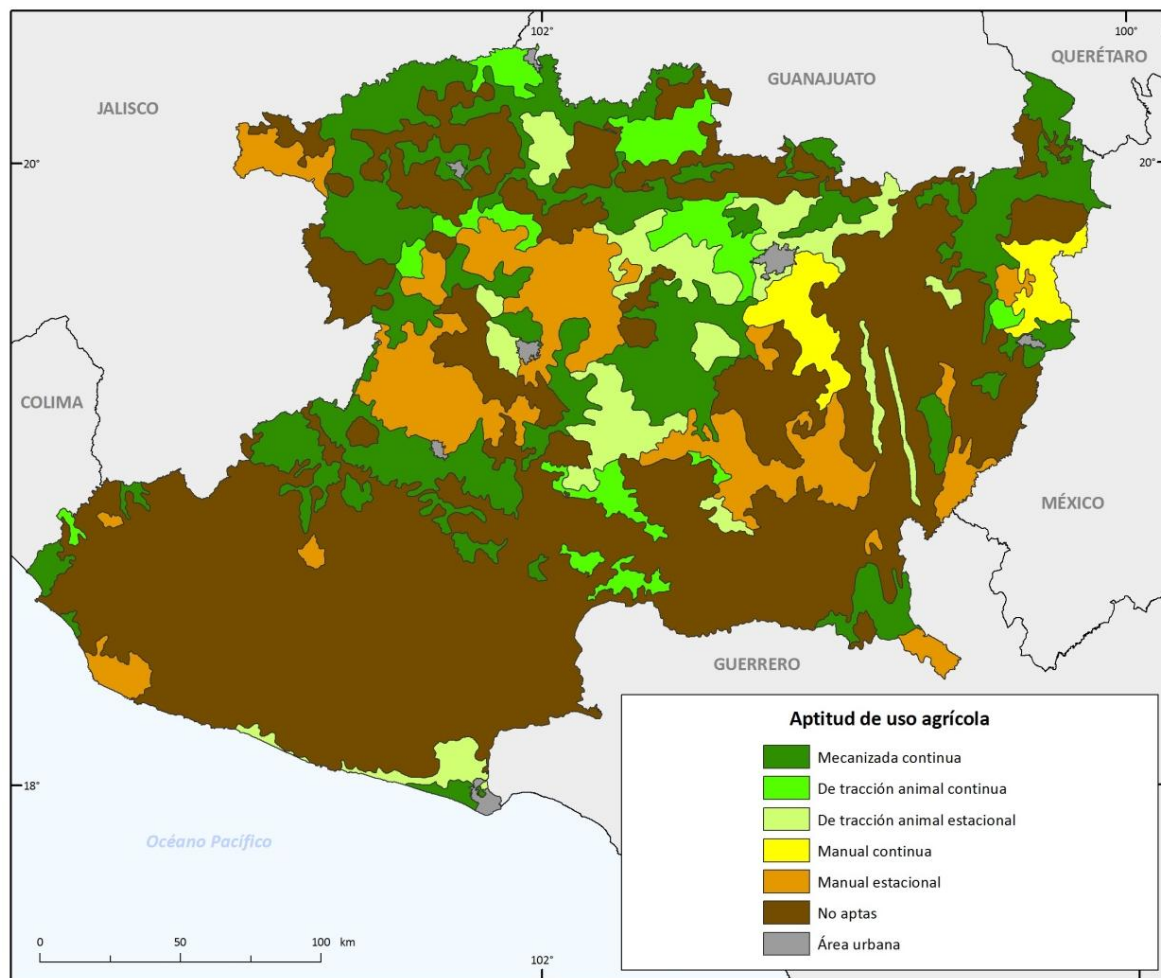 102°
100°
QUERÉTARO
GUANAJUATO
JALISCO
20°
20°
COLIMA
MÉXICO
GUERRERO
18°
Océano Pacífico
Aptitud de uso agrícola
Mecanizada continua
De tracción animal continua
De tracción animal estacional
Manual continua
Manual estacional
No aptas
Área urbana
0 50 100 km
102°